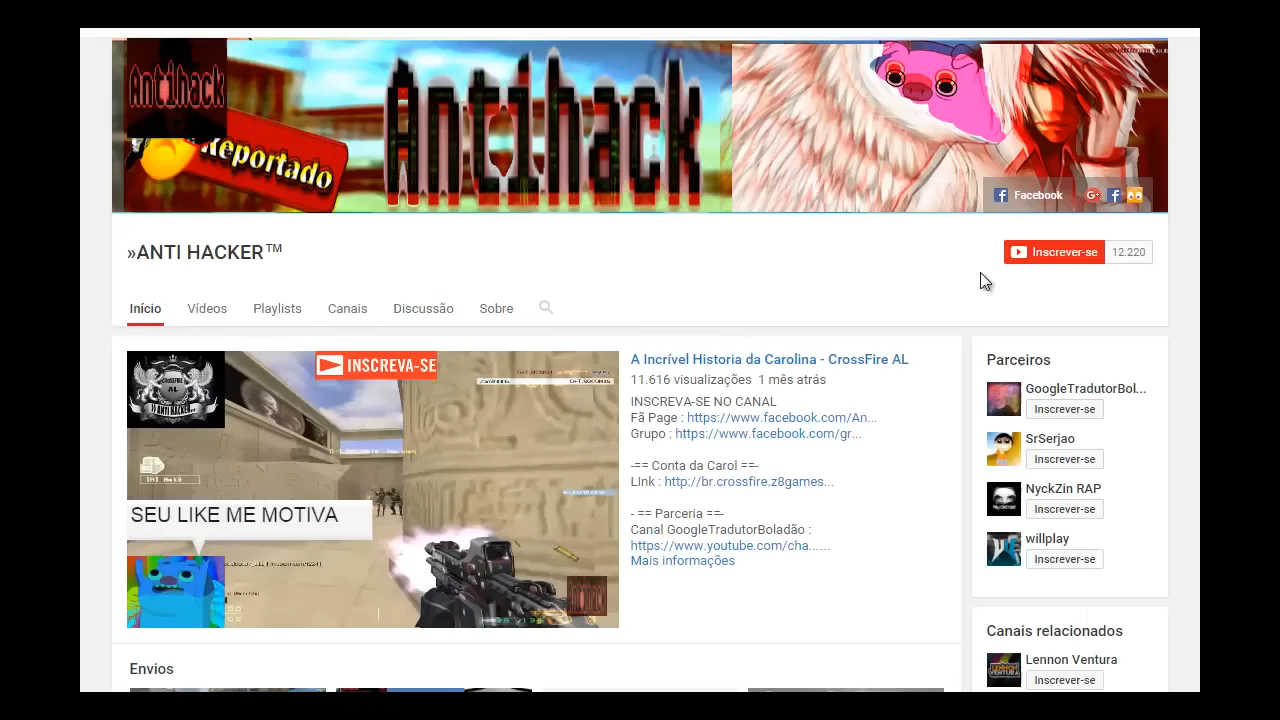 Antihack
Reportado
Antihack
Facebook
»ANTI HACKER™
Inscrever-se 12.220
Início Vídeos Playlists Canais Discussão Sobre
CROSSFIRE
AL
INSCREVA-SE
SEU LIKE ME MOTIVA
A Incrível Historia da Carolina - CrossFire AL
11.616 visualizações 1 mês atrás
INSCREVA-SE NO CANAL
Fã Page : https://www.facebook.com/An...
Grupo : https://www.facebook.com/gr...
-== Conta da Carol ==-
LInk : http://br.crossfire.z8games...
- == Parceria ==-
Canal GoogleTradutorBoladão :
https://www.youtube.com/cha......
Mais informações
Envios
Parceiros
GoogleTradutorBol...
Inscrever-se
SrSerjao
Inscrever-se
NyckZin RAP
Inscrever-se
willplay
Inscrever-se
Canais relacionados
LENNON
VENTURA
Lennon Ventura
Inscrever-se